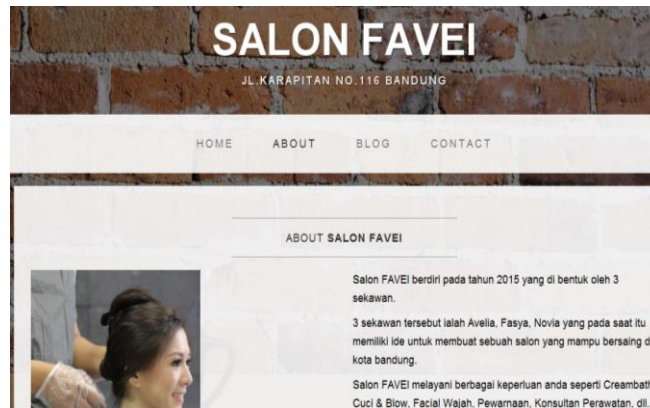 SALON FAVEI
JL.KARAPITAN NO.116 BANDUNG
HOME ABOUT BLOG CONTACT
ABOUT SALON FAVEI
Salon FAVEI berdiri pada tahun 2015 yang di bentuk oleh 3
sekawan.
3 sekawan tersebut ialah Avelia, Fasya, Novia yang pada saat itu
memiliki ide untuk membuat sebuah salon yang mampu bersaing d
kota bandung.
Salon FAVEI melayani berbagai keperluan anda seperti Creambath
Cuci & Blow, Facial Wajah, Pewarnaan, Konsultan Perawatan, dll.